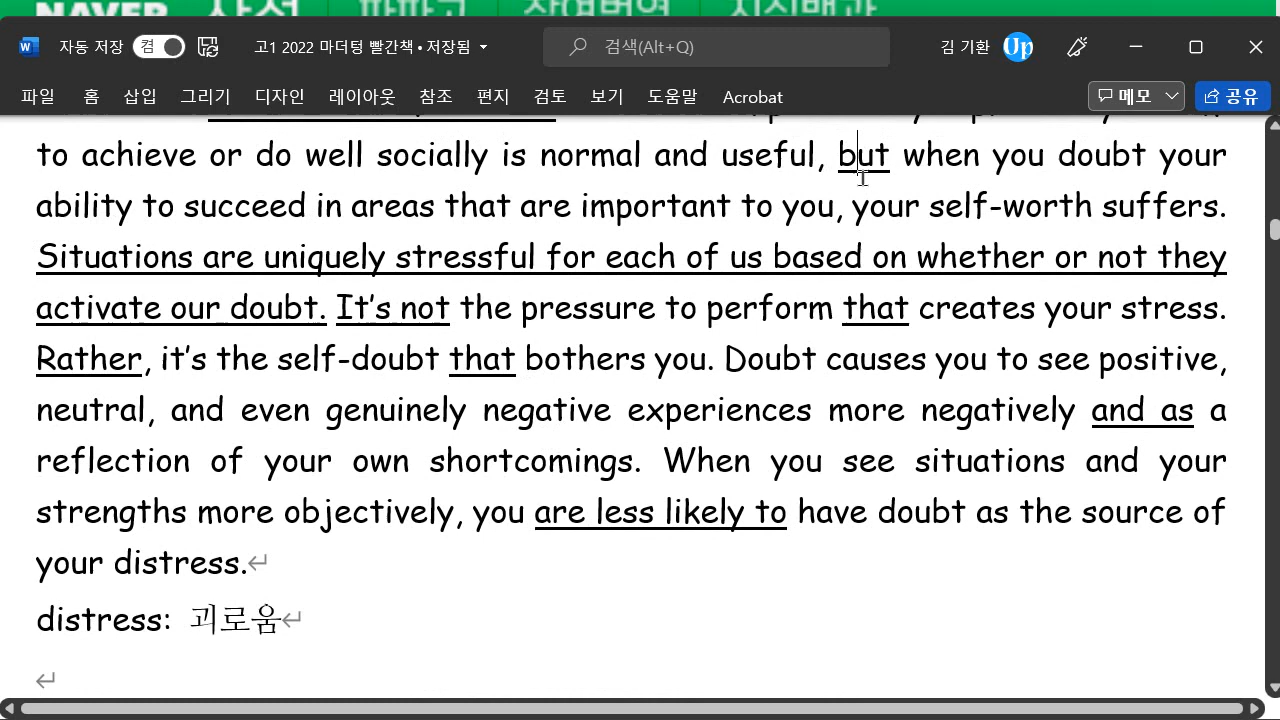 NAVER 사전
자동 저장 켬 고1 2022 마더텅 빨간책 • 저장됨 검색(Alt+Q) 김 기환 Up
파일 홈 삽입 그리기 디자인 레이아웃 참조 편지 검토 보기 도움말 Acrobat 메모 공유
to achieve or do well socially is normal and useful, but when you doubt your
ability to succeed in areas that are important to you, your self-worth suffers.
Situations are uniquely stressful for each of us based on whether or not they
activate our doubt. It’s not the pressure to perform that creates your stress.
Rather, it’s the self-doubt that bothers you. Doubt causes you to see positive,
neutral, and even genuinely negative experiences more negatively and as a
reflection of your own shortcomings. When you see situations and your
strengths more objectively, you are less likely to have doubt as the source of
your distress.
distress: 괴로움